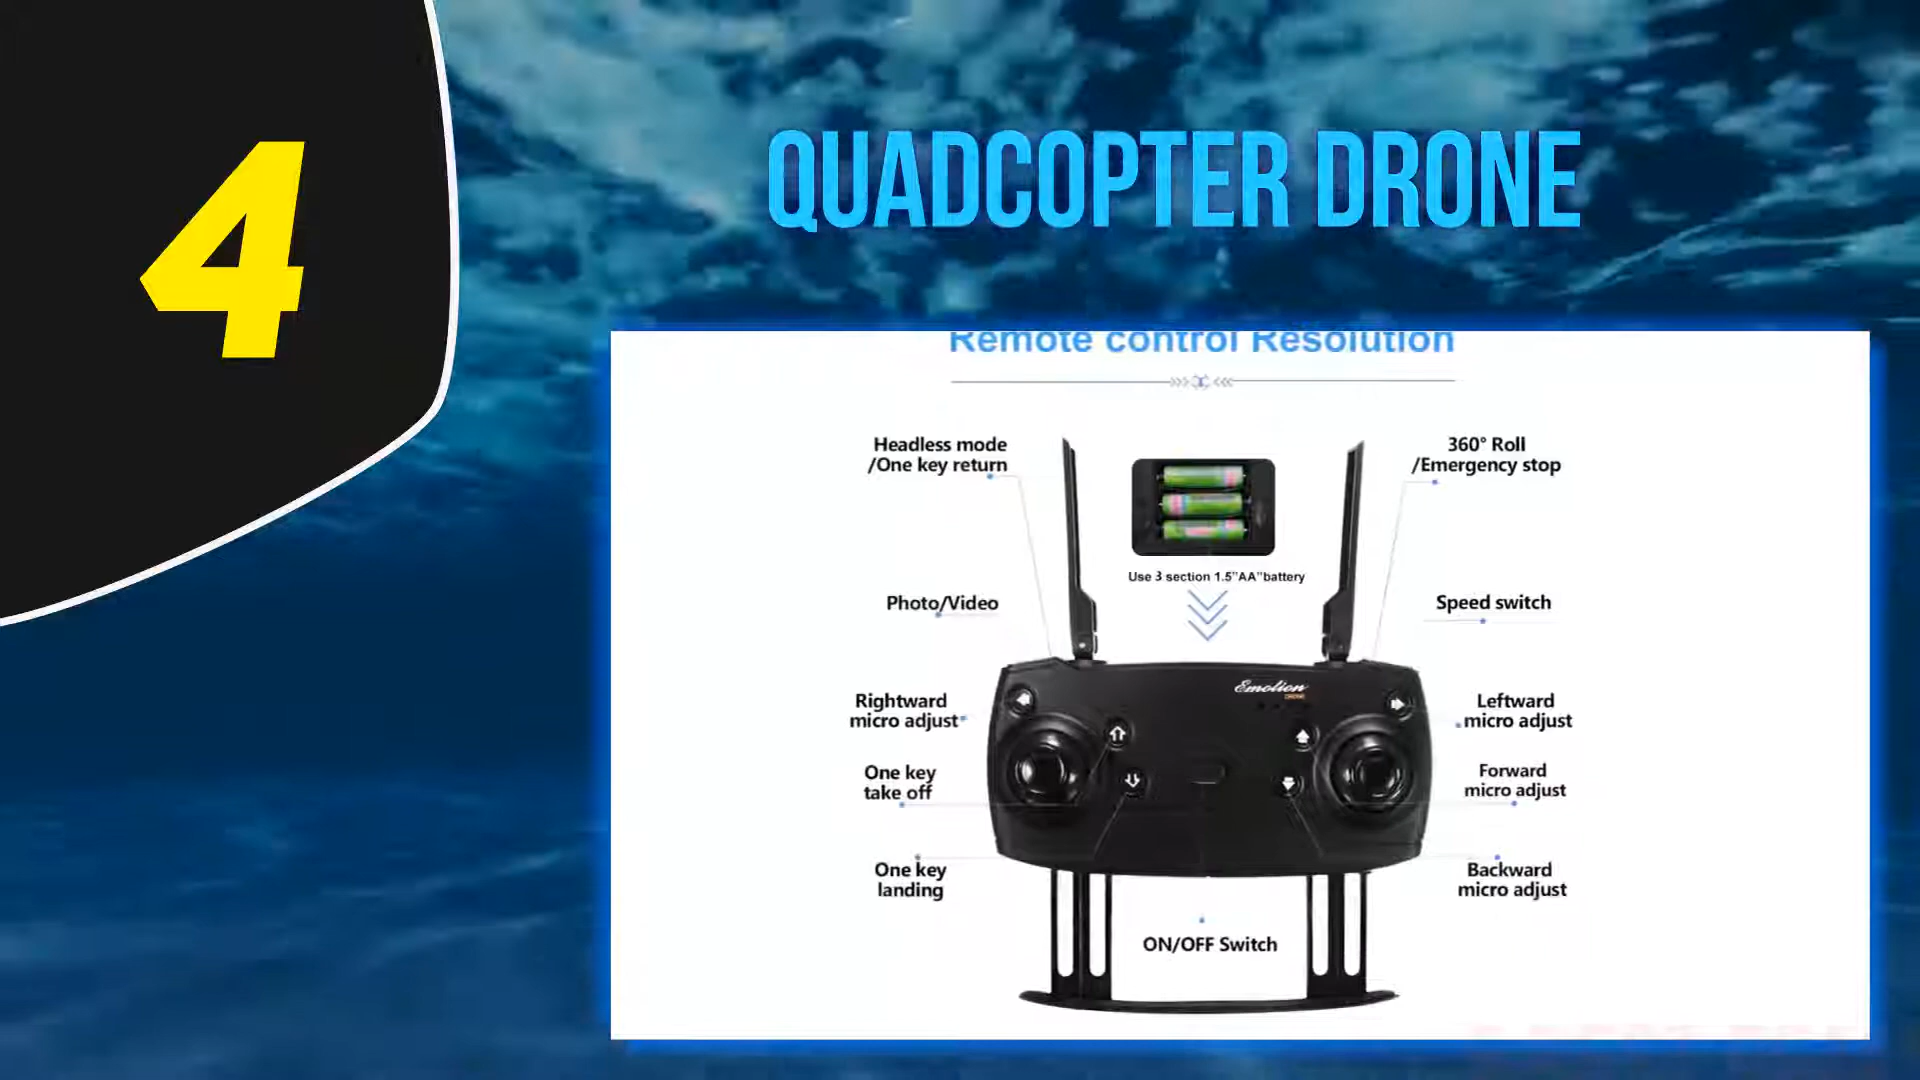 4
QUADCOPTER DRONE
Remote control Resolution
Headless mode
/One key return
360° Roll
/Emergency stop
Use 3 section 1.5"AA"battery
Photo/Video
Speed switch
Emotion
Rightward
micro adjust
Leftward
micro adjust
One key
take off
Forward
micro adjust
One key
landing
Backward
micro adjust
ON/OFF Switch